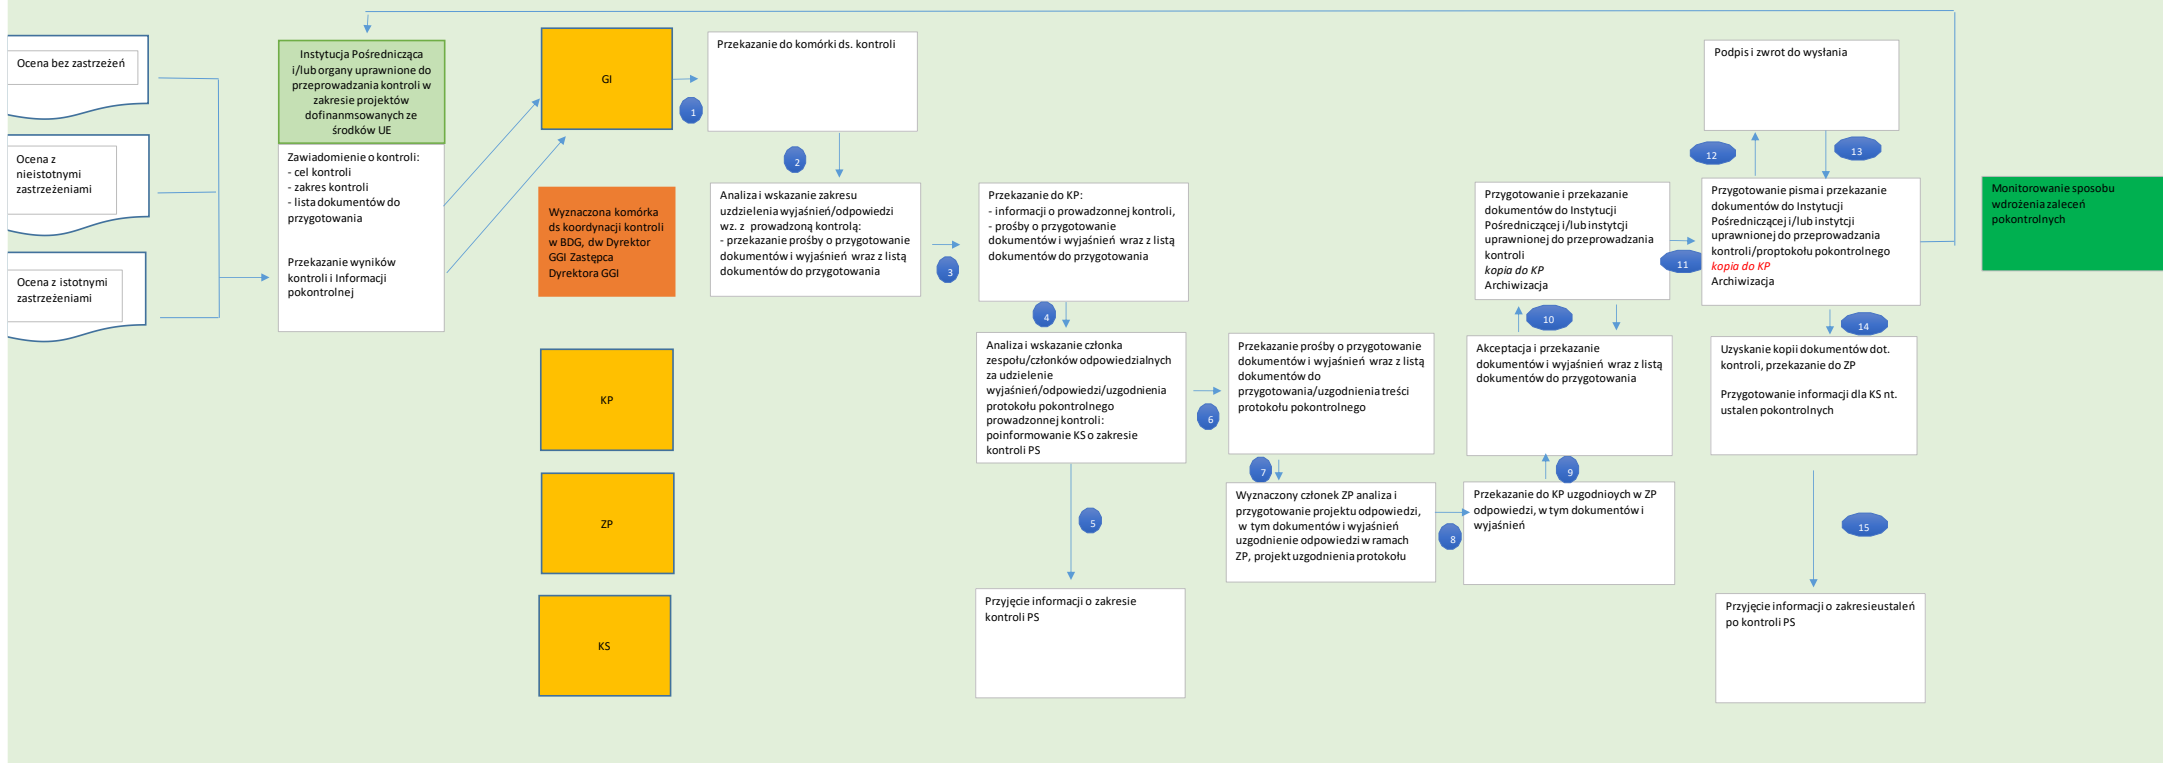 Ocena bez zastrzeżeń
Ocena z
nieistotnymi
zastrzeżeniami
Ocena z istotnymi
zastrzeżeniami
Instytucja Pośrednicząca
i/lub organy uprawnione do
przeprowadzania kontroli w
zakresie projektów
dofinanmsowanych ze
środków UE
Zawiadomienie o kontroli:
- cel kontroli
- zakres kontroli
- lista dokumentów do
przygotowania
Przekazanie wyników
kontroli i Informacji
pokontrolnej
GI
Wyznaczona komórka
ds koordynacji kontroli
w BDG, dw Dyrektor
GGI Zastępca
Dyrektora GGI
KP
ZP
KS
1
Przekazanie do komórki ds. kontroli
2
Analiza i wskazanie zakresu
uzdzielenia wyjaśnień/odpowiedzi
wz. z prowadzoną kontrolą:
- przekazanie prośby o przygotowanie
dokumentów i wyjaśnień wraz z listą
dokumentów do przygotowania
3
Przekazanie do KP:
- informacji o prowadzonnej kontroli,
- prośby o przygotowanie
dokumentów i wyjaśnień wraz z listą
dokumentów do przygotowania
4
Analiza i wskazanie członka
zespołu/członków odpowiedzialnych
za udzielenie
wyjaśnień/odpowiedzi/uzgodnienia
protokołu pokontrolnego
prowadzonnej kontroli:
poinformowanie KS o zakresie
kontroli PS
5
Przyjęcie informacji o zakresie
kontroli PS
6
Przekazanie prośby o przygotowanie
dokumentów i wyjaśnień wraz z listą
dokumentów do
przygotowania/uzgodnienia treści
protokołu pokontrolnego
7
Wyznaczony członek ZP analiza i
przygotowanie projektu odpowiedzi,
w tym dokumentów i wyjaśnień
uzgodnienie odpowiedzi w ramach
ZP, projekt uzgodnienia protokołu
8
Przekazanie do KP uzgodnioych w ZP
odpowiedzi, w tym dokumentów i
wyjaśnień
9
Akceptacja i przekazanie
dokumentów i wyjaśnień wraz z listą
dokumentów do przygotowania
10
Przygotowanie i przekazanie
dokumentów do Instytucji
Pośredniczącej i/lub instytcji
uprawnionej do przeprowadzania
kontroli
kopia do KP
Archiwizacja
11
Przygotowanie pisma i przekazanie
dokumentów do Instytucji
Pośredniczącej i/lub instytcji
uprawnionej do przeprowadzania
kontroli/proptokołu pokontrolnego
kopia do KP
Archiwizacja
12
Podpis i zwrot do wysłania
13
14
Uzyskanie kopii dokumentów dot.
kontroli, przekazanie do ZP
Przygotowanie informacji dla KS nt.
ustalen pokontrolnych
15
Przyjęcie informacji o zakresieustaleń
po kontroli PS
Monitorowanie sposobu
wdrożenia zaleceń
pokontrolnych